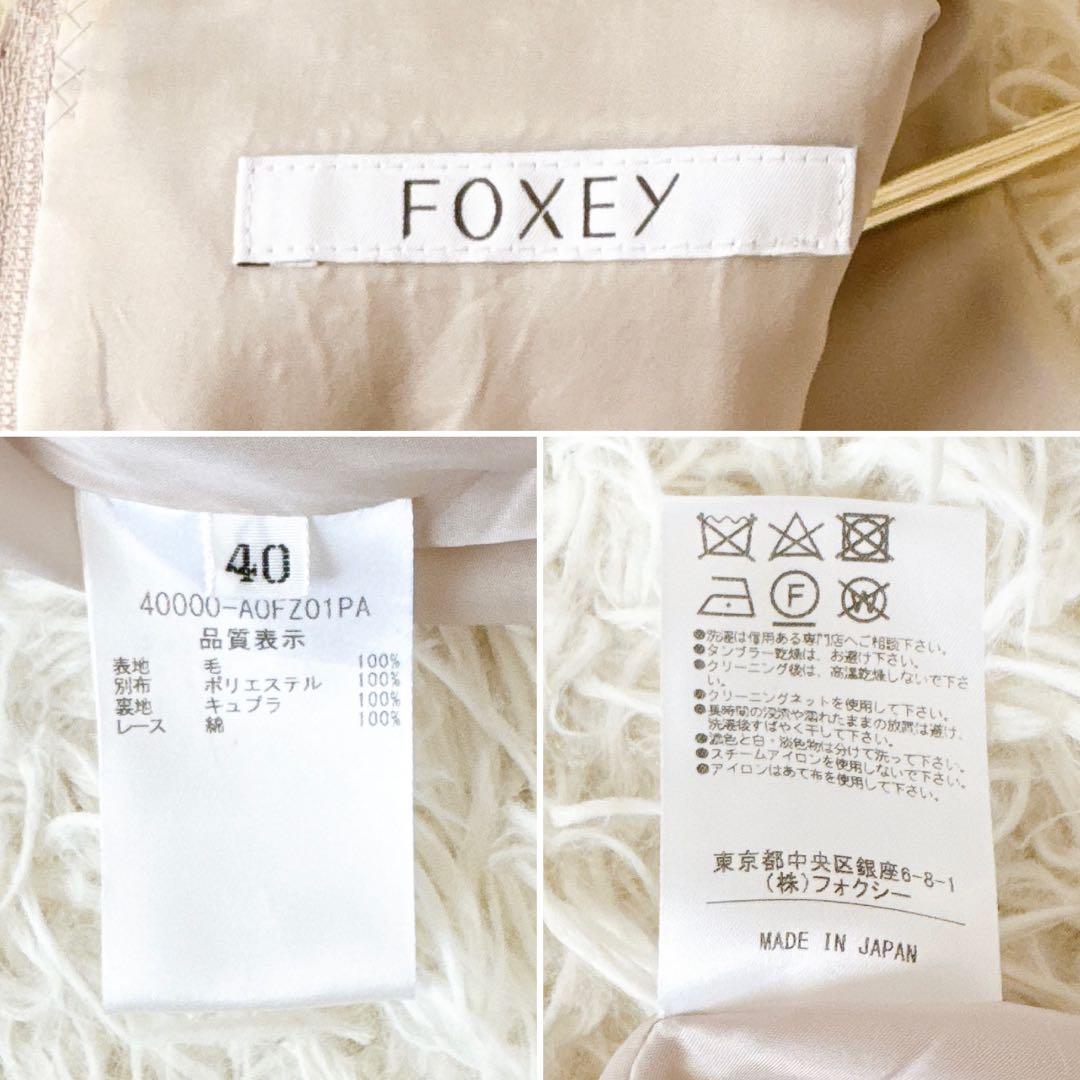 FOXEY
40
40000-A0FZ01PA
品質表示
表地 毛 100%
別布 ポリエステル 100%
裏地 キュプラ 100%
レース 綿 100%
F
W
●洗濯は信用ある専門店へご相談下さい。
●タンブラー乾燥は、お避け下さい。
●クリーニング後は、高温乾燥しないで下さ
い。
●クリーニングネットを使用して下さい。
●長時間の浸漬や濡れたままの放置は避け、
洗濯後すばやく干して下さい。
●濃色と白・淡色物は分けて洗って下さい。
●スチームアイロンを使用しないで下さい。
●アイロンはあて布を使用して下さい。
東京都中央区銀座6-8-1
(株)フォクシー
MADE IN JAPAN